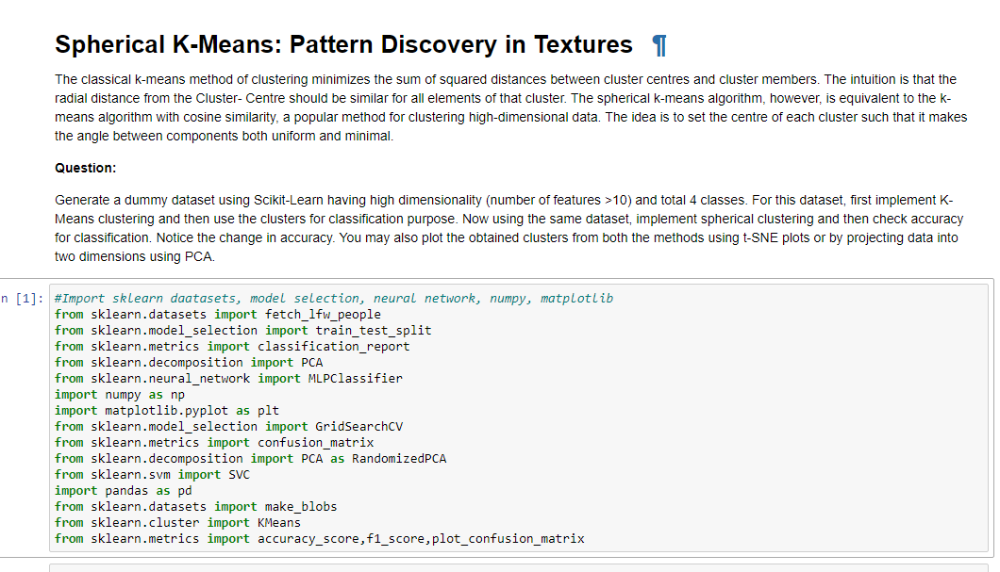 Spherical K-Means: Pattern Discovery in Textures ¶
The classical k-means method of clustering minimizes the sum of squared distances between cluster centres and cluster members. The intuition is that the
radial distance from the Cluster- Centre should be similar for all elements of that cluster. The spherical k-means algorithm, however, is equivalent to the k-
means algorithm with cosine similarity, a popular method for clustering high-dimensional data. The idea is to set the centre of each cluster such that it makes
the angle between components both uniform and minimal.
Question:
Generate a dummy dataset using Scikit-Learn having high dimensionality (number of features >10) and total 4 classes. For this dataset, first implement K-
Means clustering and then use the clusters for classification purpose. Now using the same dataset, implement spherical clustering and then check accuracy
for classification. Notice the change in accuracy. You may also plot the obtained clusters from both the methods using t-SNE plots or by projecting data into
two dimensions using PCA.
n [1]: #Import sklearn daatasets, model selection, neural network, numpy, matplotlib
from sklearn.datasets import fetch_lfw_people
from sklearn.model_selection import train_test_split
from sklearn.metrics import classification_report
from sklearn.decomposition import PCA
from sklearn.neural_network import MLPClassifier
import numpy as np
import matplotlib.pyplot as plt
from sklearn.model_selection import GridSearchCV
from sklearn.metrics import confusion_matrix
from sklearn.decomposition import PCA as RandomizedPCA
from sklearn.svm import SVC
import pandas as pd
from sklearn.datasets import make_blobs
from sklearn.cluster import KMeans
from sklearn.metrics import accuracy_score,f1_score,plot_confusion_matrix